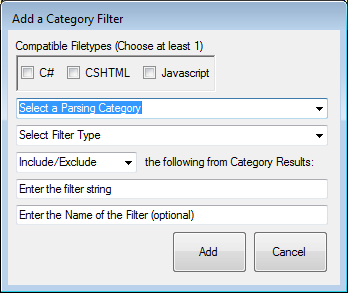 Add a Category Filter
Compatible Filetypes (Choose at least 1)
C# CSHTML Javascript
Select a Parsing Category
Select Filter Type
Include/Exclude the following from Category Results:
Enter the filter string
Enter the Name of the Filter (optional)
Add Cancel